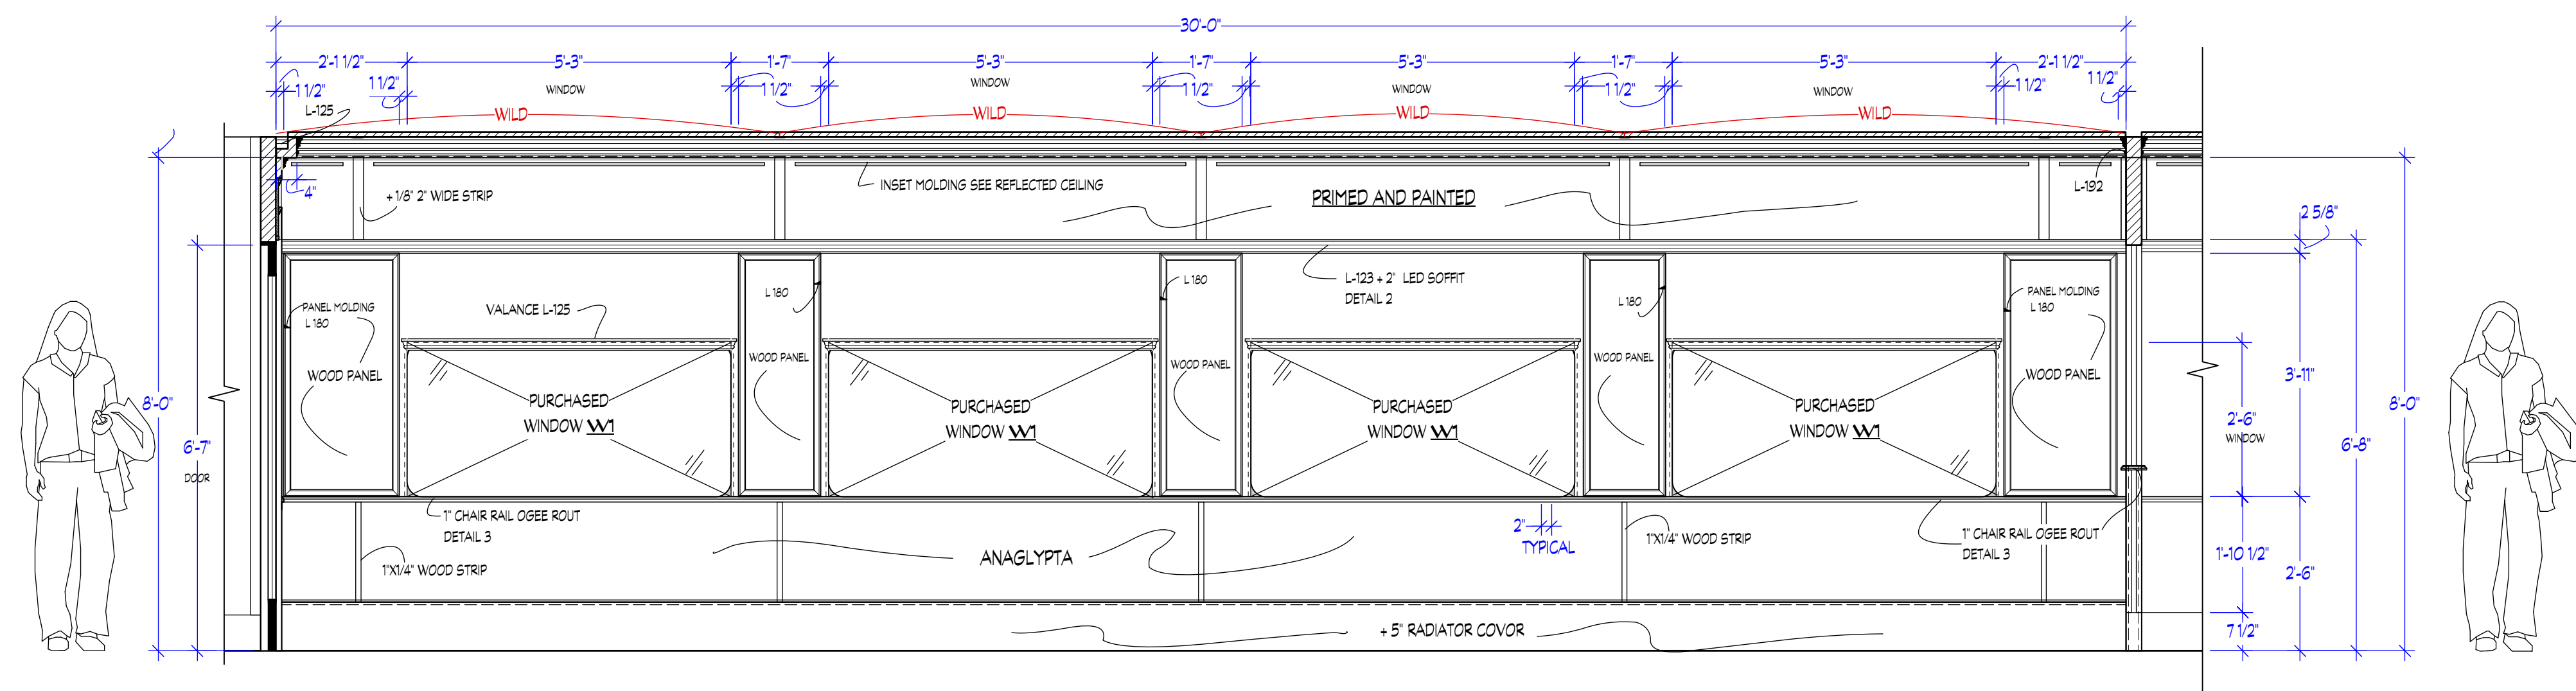 30'-0"
2'-1 1/2" 5'-3" 1'-7" 5'-3" 1'-7" 5'-3" 1'-7" 5'-3" 2'-1 1/2"
1 1/2" 1 1/2" WINDOW 1 1/2" WINDOW 1 1/2" WINDOW 1 1/2" WINDOW 1 1/2" 1 1/2"
L-125
WILD WILD WILD WILD
4"
+ 1/8" 2" WIDE STRIP
INSET MOLDING SEE REFLECTED CEILING
PRIMED AND PAINTED
L-192
2 5/8"
L-123 + 2" LED SOFFIT
DETAIL 2
PANEL MOLDING
L 180
WOOD PANEL
VALANCE L-125
L 180
WOOD PANEL
L 180
WOOD PANEL
L 180
WOOD PANEL
PANEL MOLDING
L 180
WOOD PANEL
PURCHASED
WINDOW W1
PURCHASED
WINDOW W1
PURCHASED
WINDOW W1
PURCHASED
WINDOW W1
8'-0"
6'-7"
DOOR
3'-11"
8'-0"
2'-6"
WINDOW
6'-8"
1" CHAIR RAIL OGEE ROUT
DETAIL 3
1"X1/4" WOOD STRIP
ANAGLYPTA
2"
TYPICAL
1"X1/4" WOOD STRIP
1" CHAIR RAIL OGEE ROUT
DETAIL 3
1'-10 1/2"
2'-6"
+ 5" RADIATOR COVOR
7 1/2"